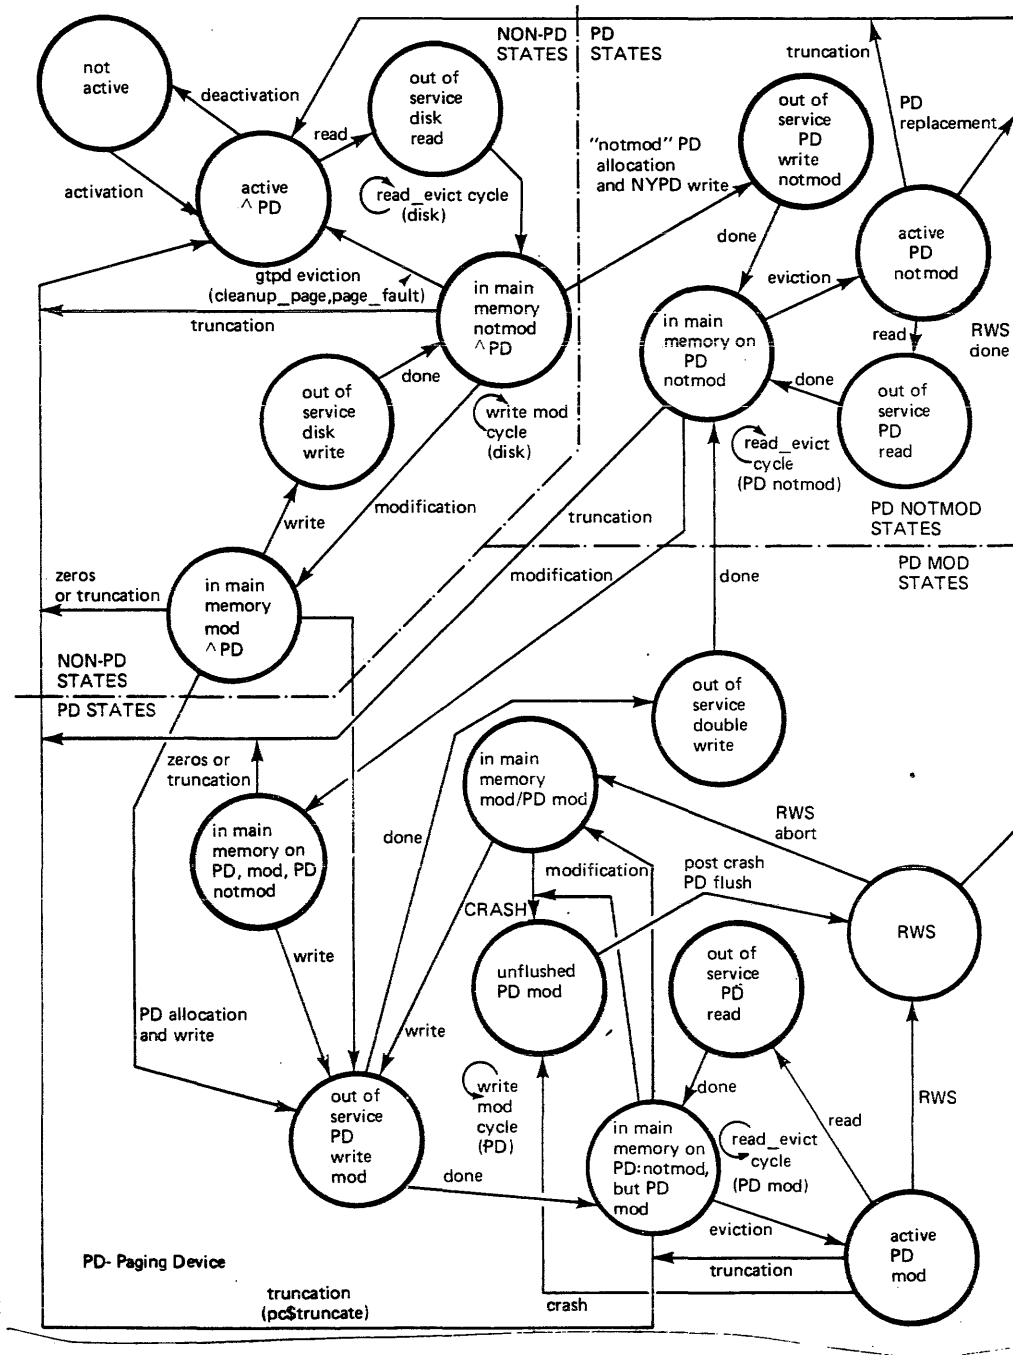 NON-PD
STATES
PD
STATES
not
active
deactivation
activation
active
^ PD
read
out of
service
disk
read
read_evict cycle
(disk)
gtpd eviction
(cleanup_page,page_fault)
truncation
in main
memory
notmod
^ PD
"notmod" PD
allocation
and NYPD write
out of
service
PD
write
notmod
truncation
PD
replacement
done
eviction
active
PD
notmod
in main
memory on
PD
notmod
read
RWS
done
done
out of
service
PD
read
read_evict
cycle
(PD notmod)
PD NOTMOD
STATES
PD MOD
STATES
out of
service
disk
write
done
write mod
cycle
(disk)
write
modification
truncation
modification
done
zeros
or truncation
in main
memory
mod
^ PD
NON-PD
STATES
PD STATES
out of
service
double
write
zeros or
truncation
in main
memory on
PD, mod, PD
notmod
write
done
in main
memory
mod/PD mod
RWS
abort
modification
post crash
PD flush
CRASH
RWS
unflushed
PD mod
out of
service
PD
read
PD allocation
and write
write
write
mod
cycle
(PD)
done
RWS
read
out of
service
PD
write
mod
done
in main
memory on
PD:notmod,
but PD
mod
read_evict
cycle
(PD mod)
eviction
truncation
active
PD
mod
crash
PD- Paging Device
truncation
(pc$truncate)